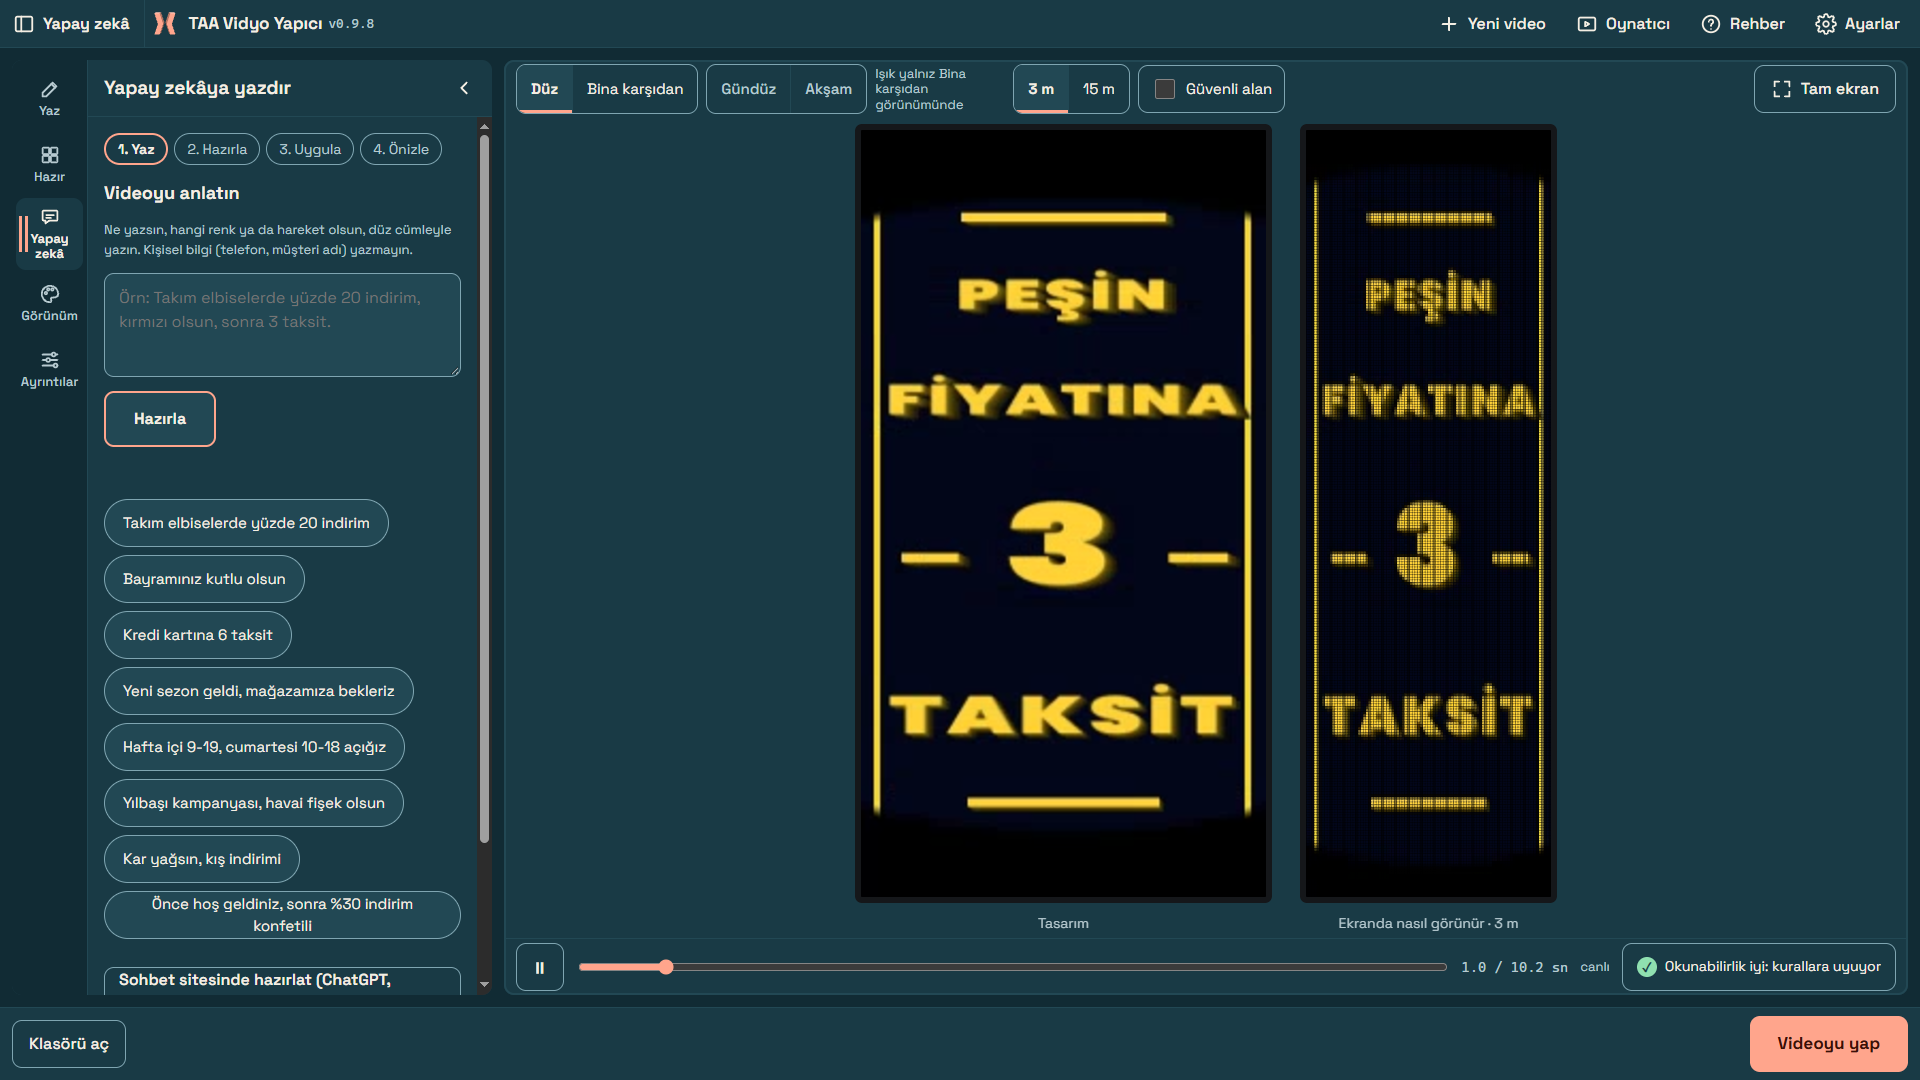 Yapay zekâ
TAA Vidyo Yapıcı v0.9.8
Yeni video
Oynatıcı
Rehber
Ayarlar
Yaz
Hazır
Yapay
zekâ
Görünüm
Ayrıntılar
Yapay zekâya yazdır
1. Yaz
2. Hazırla
3. Uygula
4. Önizle
Videoyu anlatın
Ne yazsın, hangi renk ya da hareket olsun, düz cümleyle
yazın. Kişisel bilgi (telefon, müşteri adı) yazmayın.
Örn: Takım elbiselerde yüzde 20 indirim,
kırmızı olsun, sonra 3 taksit.
Hazırla
Takım elbiselerde yüzde 20 indirim
Bayramınız kutlu olsun
Kredi kartına 6 taksit
Yeni sezon geldi, mağazamıza bekleriz
Hafta içi 9-19, cumartesi 10-18 açığız
Yılbaşı kampanyası, havai fişek olsun
Kar yağsın, kış indirimi
Önce hoş geldiniz, sonra %30 indirim
konfetili
Sohbet sitesinde hazırlat (ChatGPT,
Düz
Bina karşıdan
Gündüz
Akşam
Işık yalnız Bina
karşıdan
görünümünde
3 m
15 m
Güvenli alan
Tam ekran
PEŞİN
FİYATINA
3
TAKSİT
Tasarım
PEŞİN
FİYATINA
3
TAKSİT
Ekranda nasıl görünür · 3 m
1.0 / 10.2 sn
canlı
Okunabilirlik iyi: kurallara uyuyor
Klasörü aç
Videoyu yap